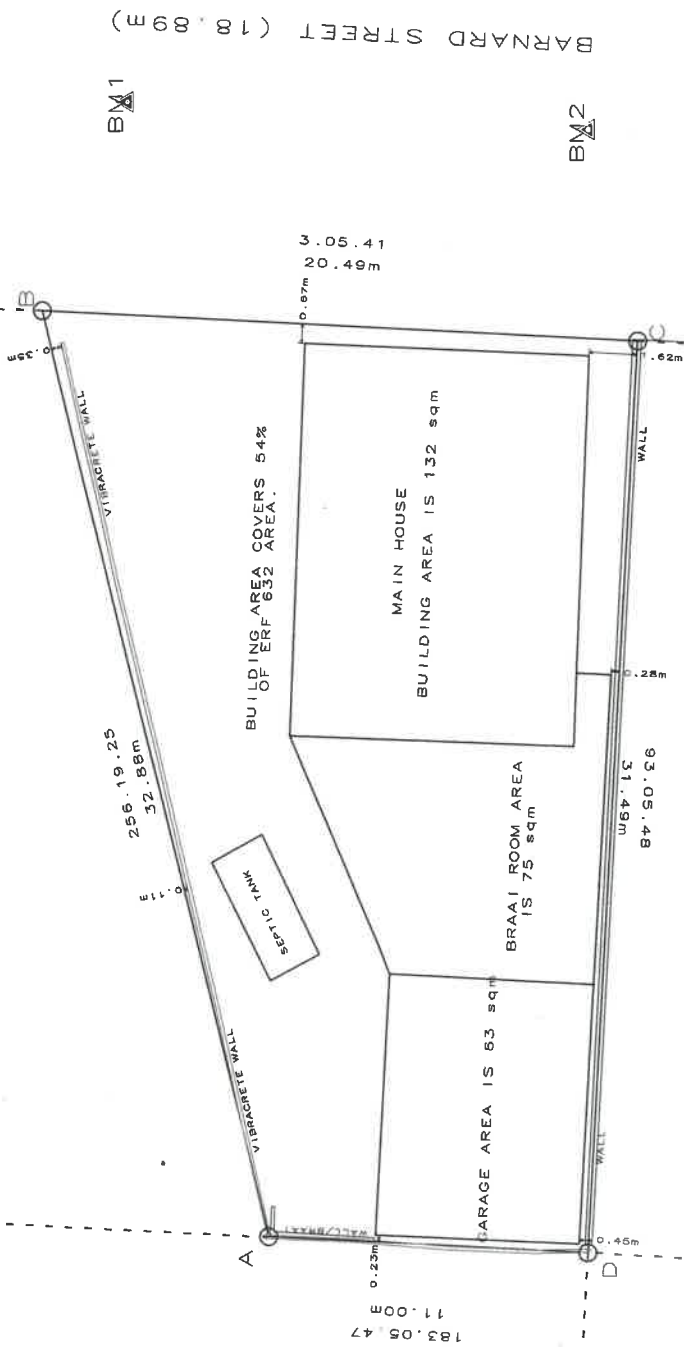 BARNARD STREET (18.89m)
BM1
BM2
B
3.05.41
20.49m
0.87m
C
0.35m
VIBRACRETE WALL
BUILDING AREA COVERS 54%
OF ERF 632 AREA.
MAIN HOUSE
BUILDING AREA IS 132 sqm
.62m
WALL
256.19.25
32.88m
0.11m
SEPTIC TANK
BRAAI ROOM AREA
IS 75 sqm
0.28m
93.05.48
31.49m
VIBRACRETE WALL
GARAGE AREA IS 53 sqm
WALL
A
WALL/BRAAI
0.23m
0.45m
D
183.05.47
11.00m